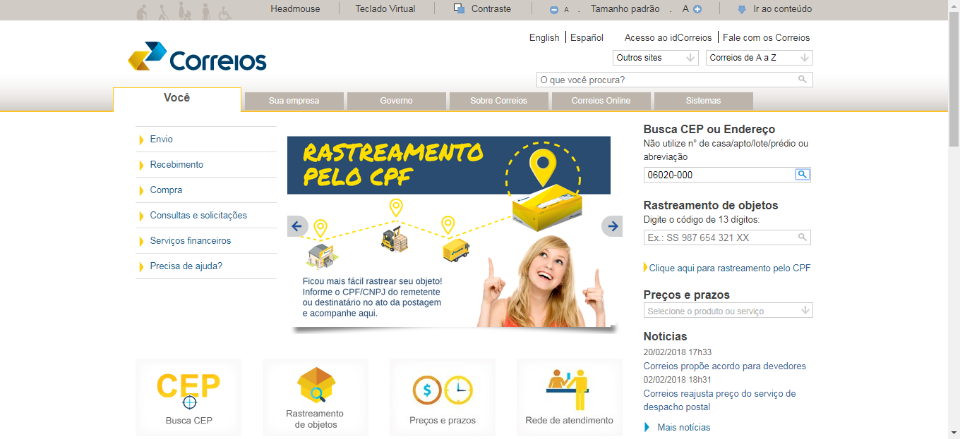 Headmouse
Teclado Virtual
Contraste
A . Tamanho padrão . A
Ir ao conteúdo
English
Español
Acesso ao idCorreios
Fale com os Correios
Correios
Outros sites
Correios de A a Z
O que você procura?
Você
Sua empresa
Governo
Sobre Correios
Correios Online
Sistemas
Envio
Recebimento
Compra
Consultas e solicitações
Serviços financeiros
Precisa de ajuda?
RASTREAMENTO
PELO CPF
Ficou mais fácil rastrear seu objeto!
Informe o CPF/CNPJ do remetente
ou destinatário no ato da postagem
e acompanhe aqui.
CEP
Busca CEP
Rastreamento
de objetos
$
Preços e prazos
Rede de atendimento
Busca CEP ou Endereço
Não utilize n° de casa/apto/lote/prédio ou
abreviação
06020-000
Rastreamento de objetos
Digite o código de 13 dígitos:
Ex.: SS 987 654 321 XX
Clique aqui para rastreamento pelo CPF
Preços e prazos
Selecione o produto ou serviço
Notícias
20/02/2018 17h33
Correios propõe acordo para devedores
02/02/2018 18h31
Correios reajusta preço do serviço de
despacho postal
Mais notícias